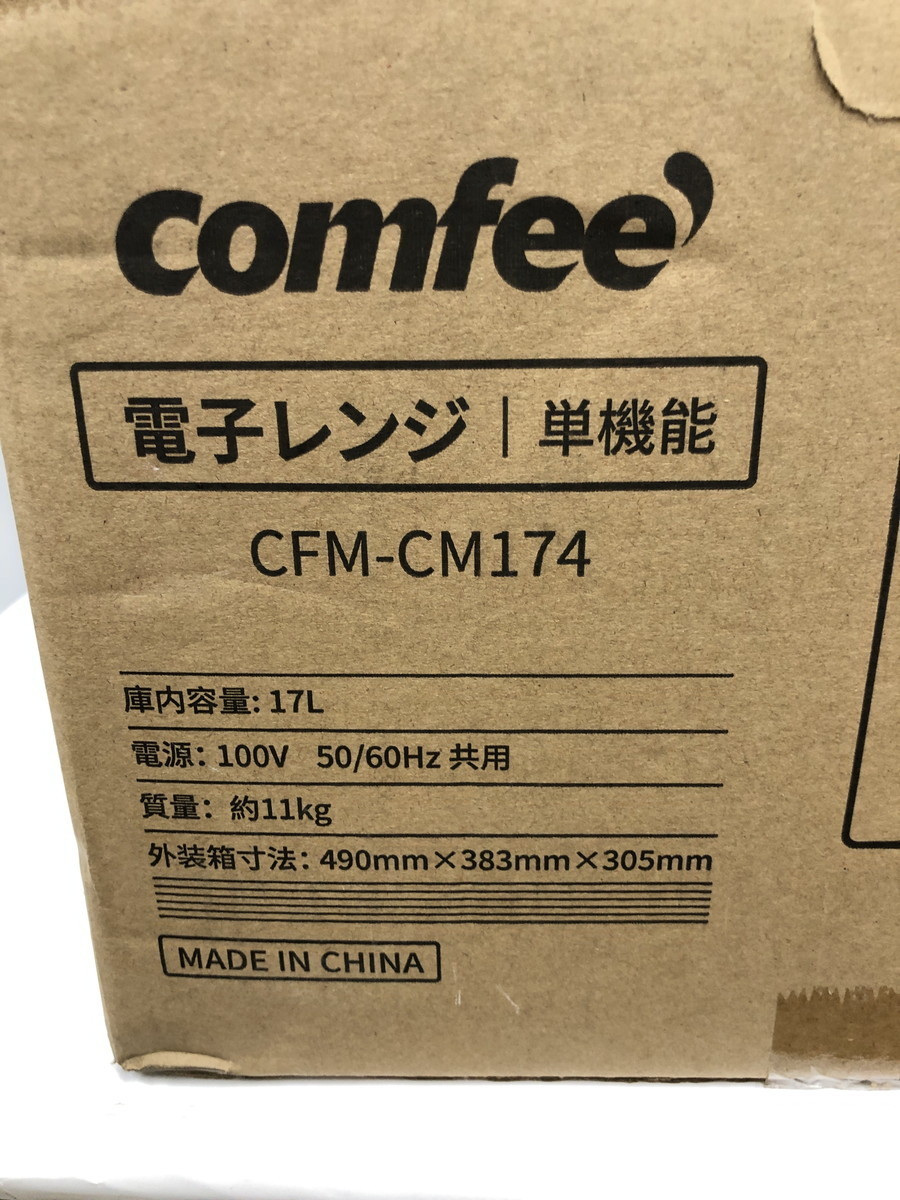 comfee'
電子レンジ｜単機能
CFM-CM174
庫内容量: 17L
電源: 100V 50/60Hz 共用
質量: 約11kg
外装箱寸法: 490mm×383mm×305mm
MADE IN CHINA